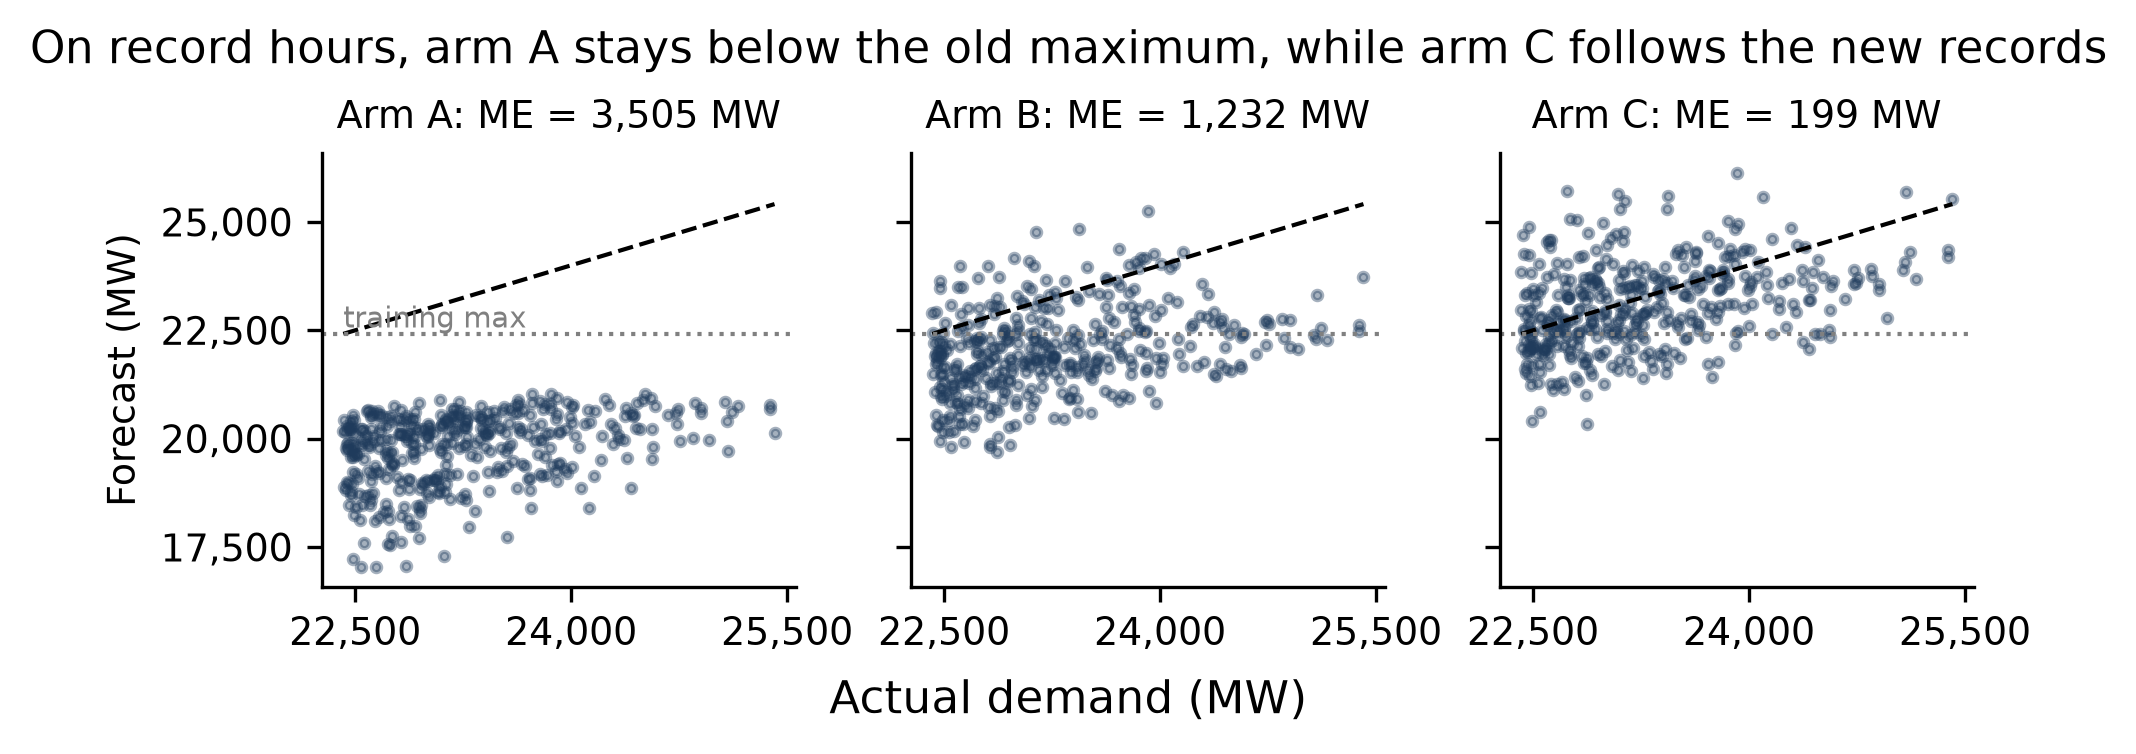 On record hours, arm A stays below the old maximum, while arm C follows the new records
Arm A: ME = 3,505 MW
Arm B: ME = 1,232 MW
Arm C: ME = 199 MW
Forecast (MW)
25,000
22,500
20,000
17,500
training max
22,500 24,000 25,500
22,500 24,000 25,500
22,500 24,000 25,500
Actual demand (MW)